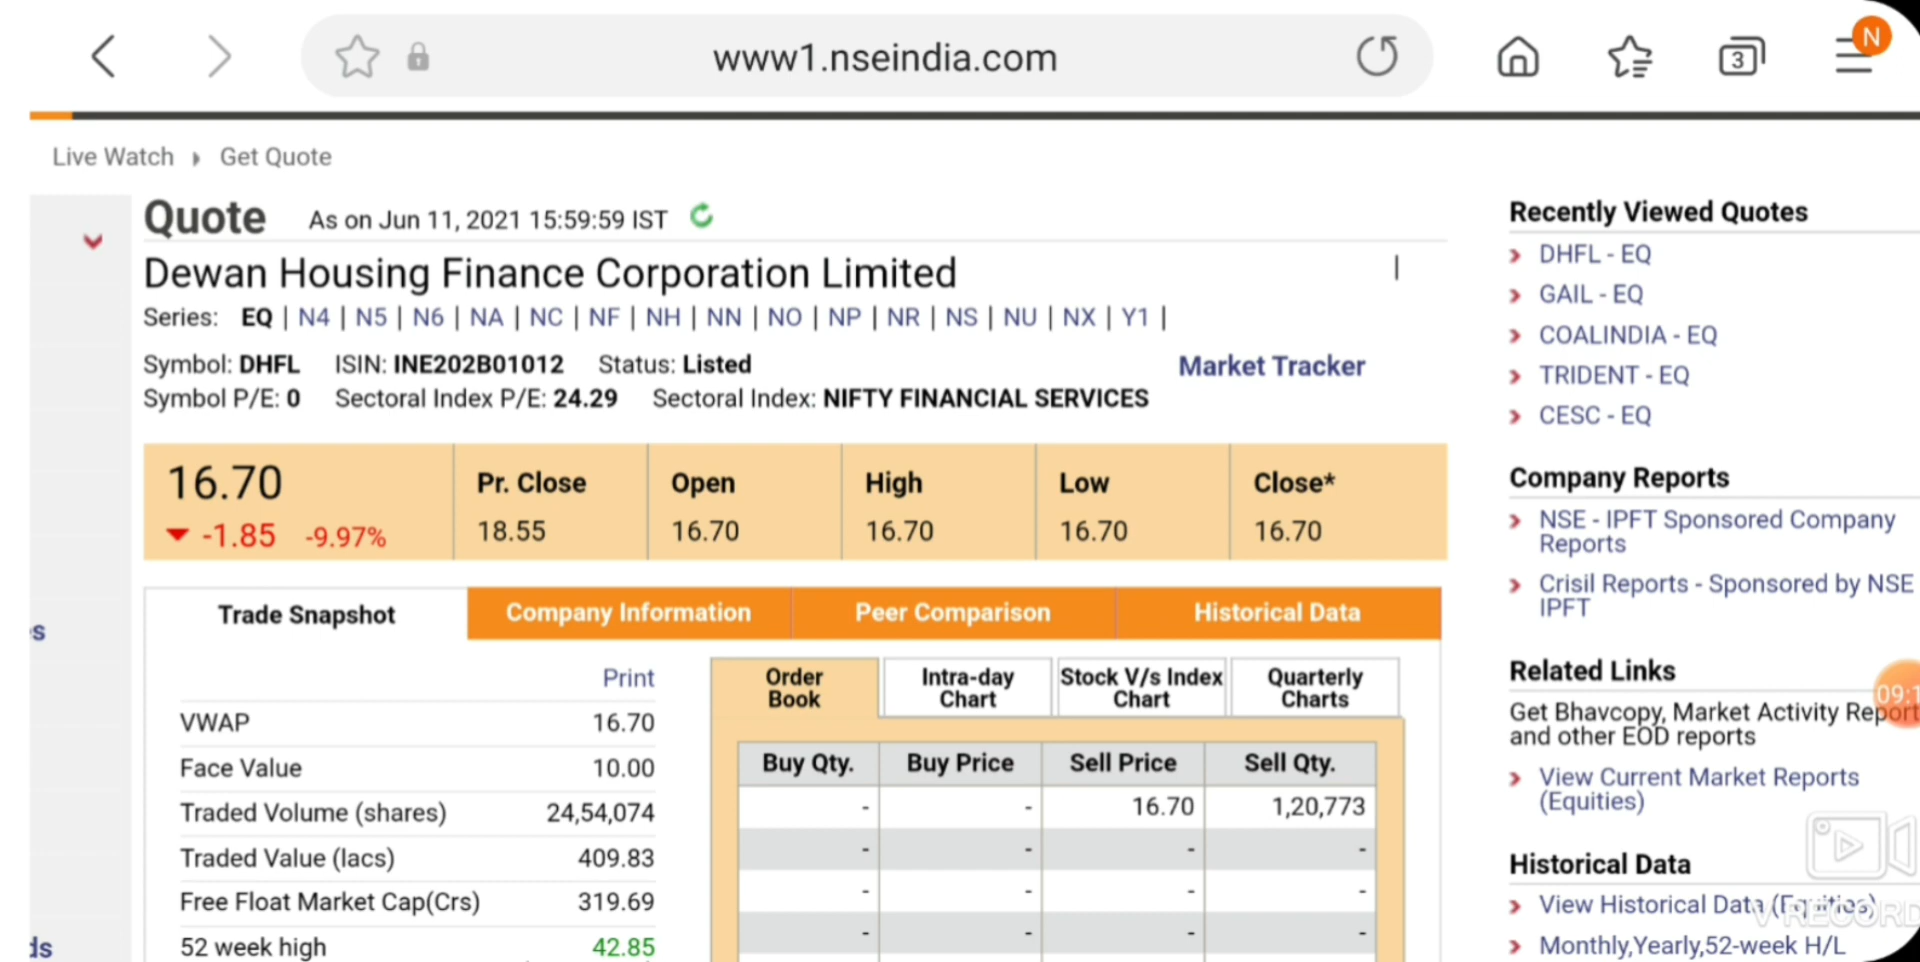 www1.nseindia.com
3
N
Live Watch Get Quote
Quote As on Jun 11, 2021 15:59:59 IST
Dewan Housing Finance Corporation Limited |
Series: EQ | N4 | N5 | N6 | NA | NC | NF | NH | NN | NO | NP | NR | NS | NU | NX | Y1 |
Symbol: DHFL ISIN: INE202B01012 Status: Listed
Market Tracker
Symbol P/E: 0 Sectoral Index P/E: 24.29 Sectoral Index: NIFTY FINANCIAL SERVICES
16.70 Pr. Close Open High Low Close*
-1.85 -9.97% 18.55 16.70 16.70 16.70 16.70
Trade Snapshot Company Information Peer Comparison Historical Data
Print
VWAP 16.70
Face Value 10.00
Traded Volume (shares) 24,54,074
Traded Value (lacs) 409.83
Free Float Market Cap(Crs) 319.69
52 week high 42.85
Order Book
Intra-day Chart
Stock V/s Index Chart
Quarterly Charts
Buy Qty. Buy Price Sell Price Sell Qty.
- - 16.70 1,20,773
- - - -
- - - -
- - - -
Recently Viewed Quotes
DHFL - EQ
GAIL - EQ
COALINDIA - EQ
TRIDENT - EQ
CESC - EQ
Company Reports
NSE - IPFT Sponsored Company
Reports
Crisil Reports - Sponsored by NSE
IPFT
Related Links
Get Bhavcopy, Market Activity Report
and other EOD reports
View Current Market Reports
(Equities)
Historical Data
View Historical Data (Equities)
Monthly,Yearly,52-week H/L
V RECORD